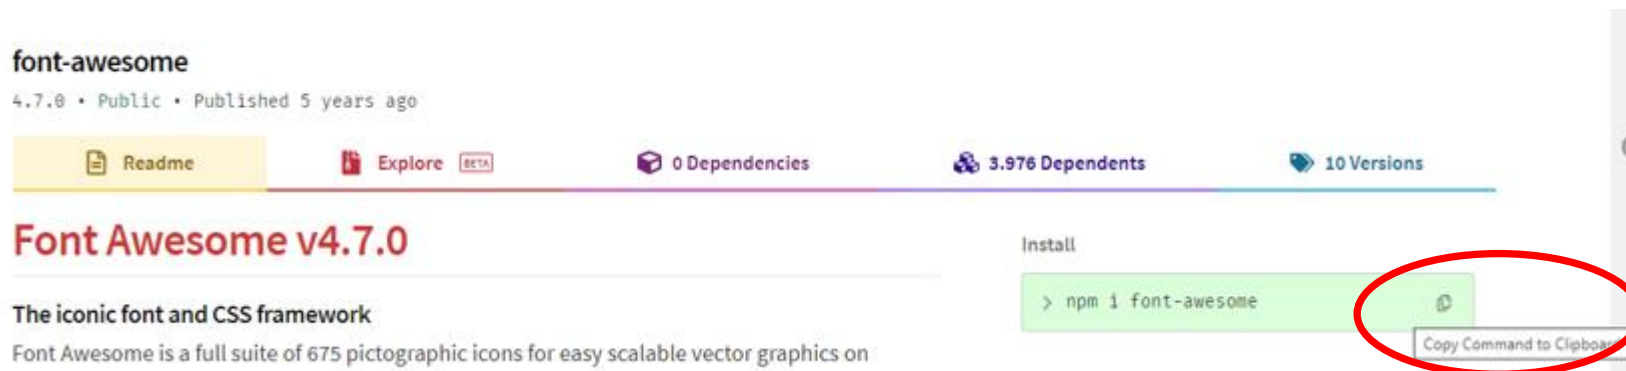 font-awesome
4.7.0 • Public • Published 5 years ago
Readme
Explore BETA
0 Dependencies
3.976 Dependents
10 Versions
Font Awesome v4.7.0
Install
> npm i font-awesome
The iconic font and CSS framework
Copy Command to Clipboard
Font Awesome is a full suite of 675 pictographic icons for easy scalable vector graphics on